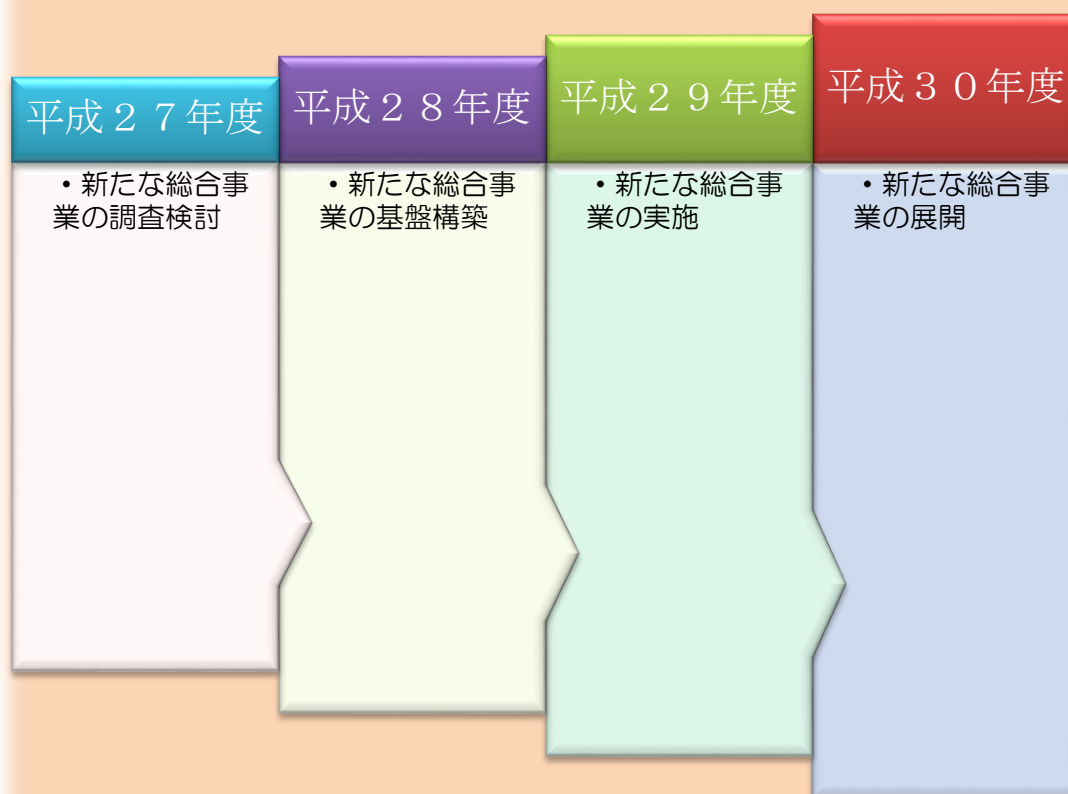 平成２７年度
・新たな総合事
業の調査検討
平成２８年度
・新たな総合事
業の基盤構築
平成２９年度
・新たな総合事
業の実施
平成３０年度
・新たな総合事
業の展開